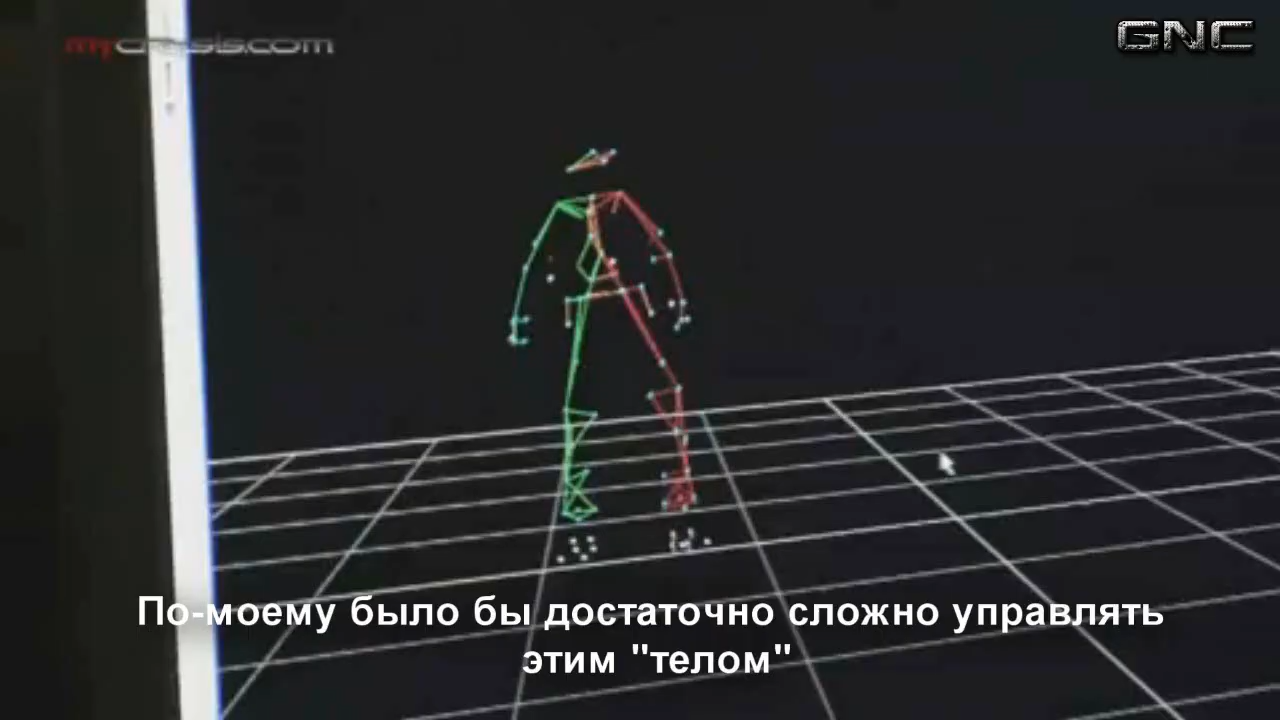 mycrysis.com
GNC
По-моему было бы достаточно сложно управлять
этим "телом"